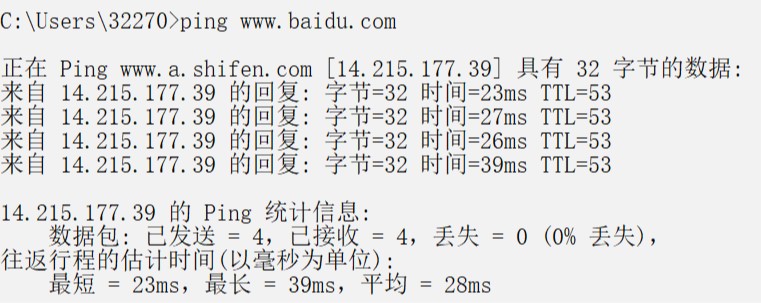 C:\Users\32270>ping www.baidu.com
正在 Ping www.a.shifen.com [14.215.177.39] 具有 32 字节的数据:
来自 14.215.177.39 的回复: 字节=32 时间=23ms TTL=53
来自 14.215.177.39 的回复: 字节=32 时间=27ms TTL=53
来自 14.215.177.39 的回复: 字节=32 时间=26ms TTL=53
来自 14.215.177.39 的回复: 字节=32 时间=39ms TTL=53
14.215.177.39 的 Ping 统计信息:
数据包: 已发送 = 4，已接收 = 4，丢失 = 0 (0% 丢失)，
往返行程的估计时间(以毫秒为单位):
最短 = 23ms，最长 = 39ms，平均 = 28ms